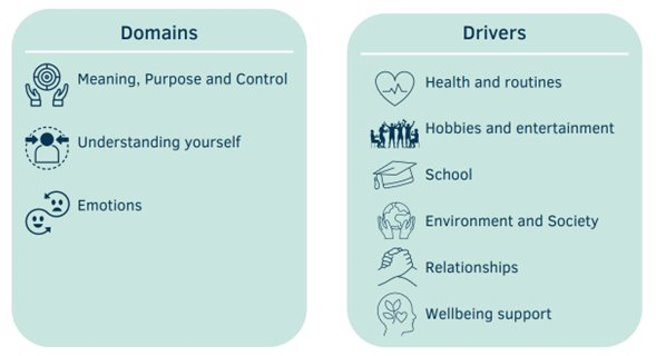 Domains
Meaning, Purpose and Control
Understanding yourself
Emotions
Drivers
Health and routines
Hobbies and entertainment
School
Environment and Society
Relationships
Wellbeing support